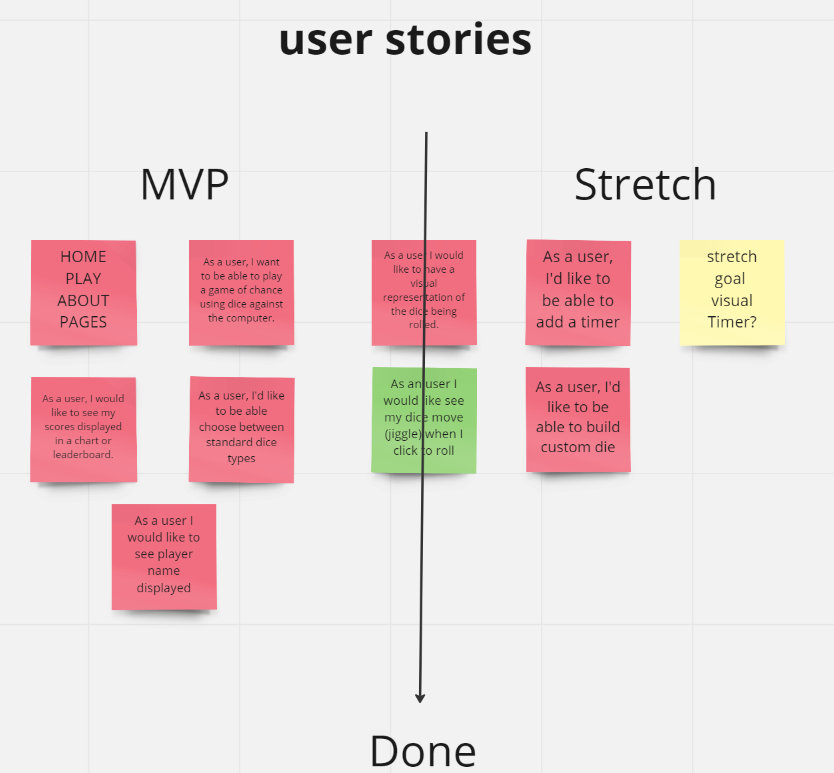 user stories
MVP
Stretch
HOME
PLAY
ABOUT
PAGES
As a user, I want
to be able to play
a game of chance
using dice against
the computer.
As a user I would
like to have a
visual
representation of
the dice being
rolled.
As a user,
I'd like to
be able to
add a timer
stretch
goal
visual
Timer?
As a user, I would
like to see my
scores displayed
in a chart or
leaderboard.
As a user, I'd like
to be able
choose between
standard dice
types
As an user I
would like see
my dice move
(jiggle) when I
click to roll
As a user, I'd
like to be
able to build
custom die
As a user I
would like to
see player
name
displayed
Done